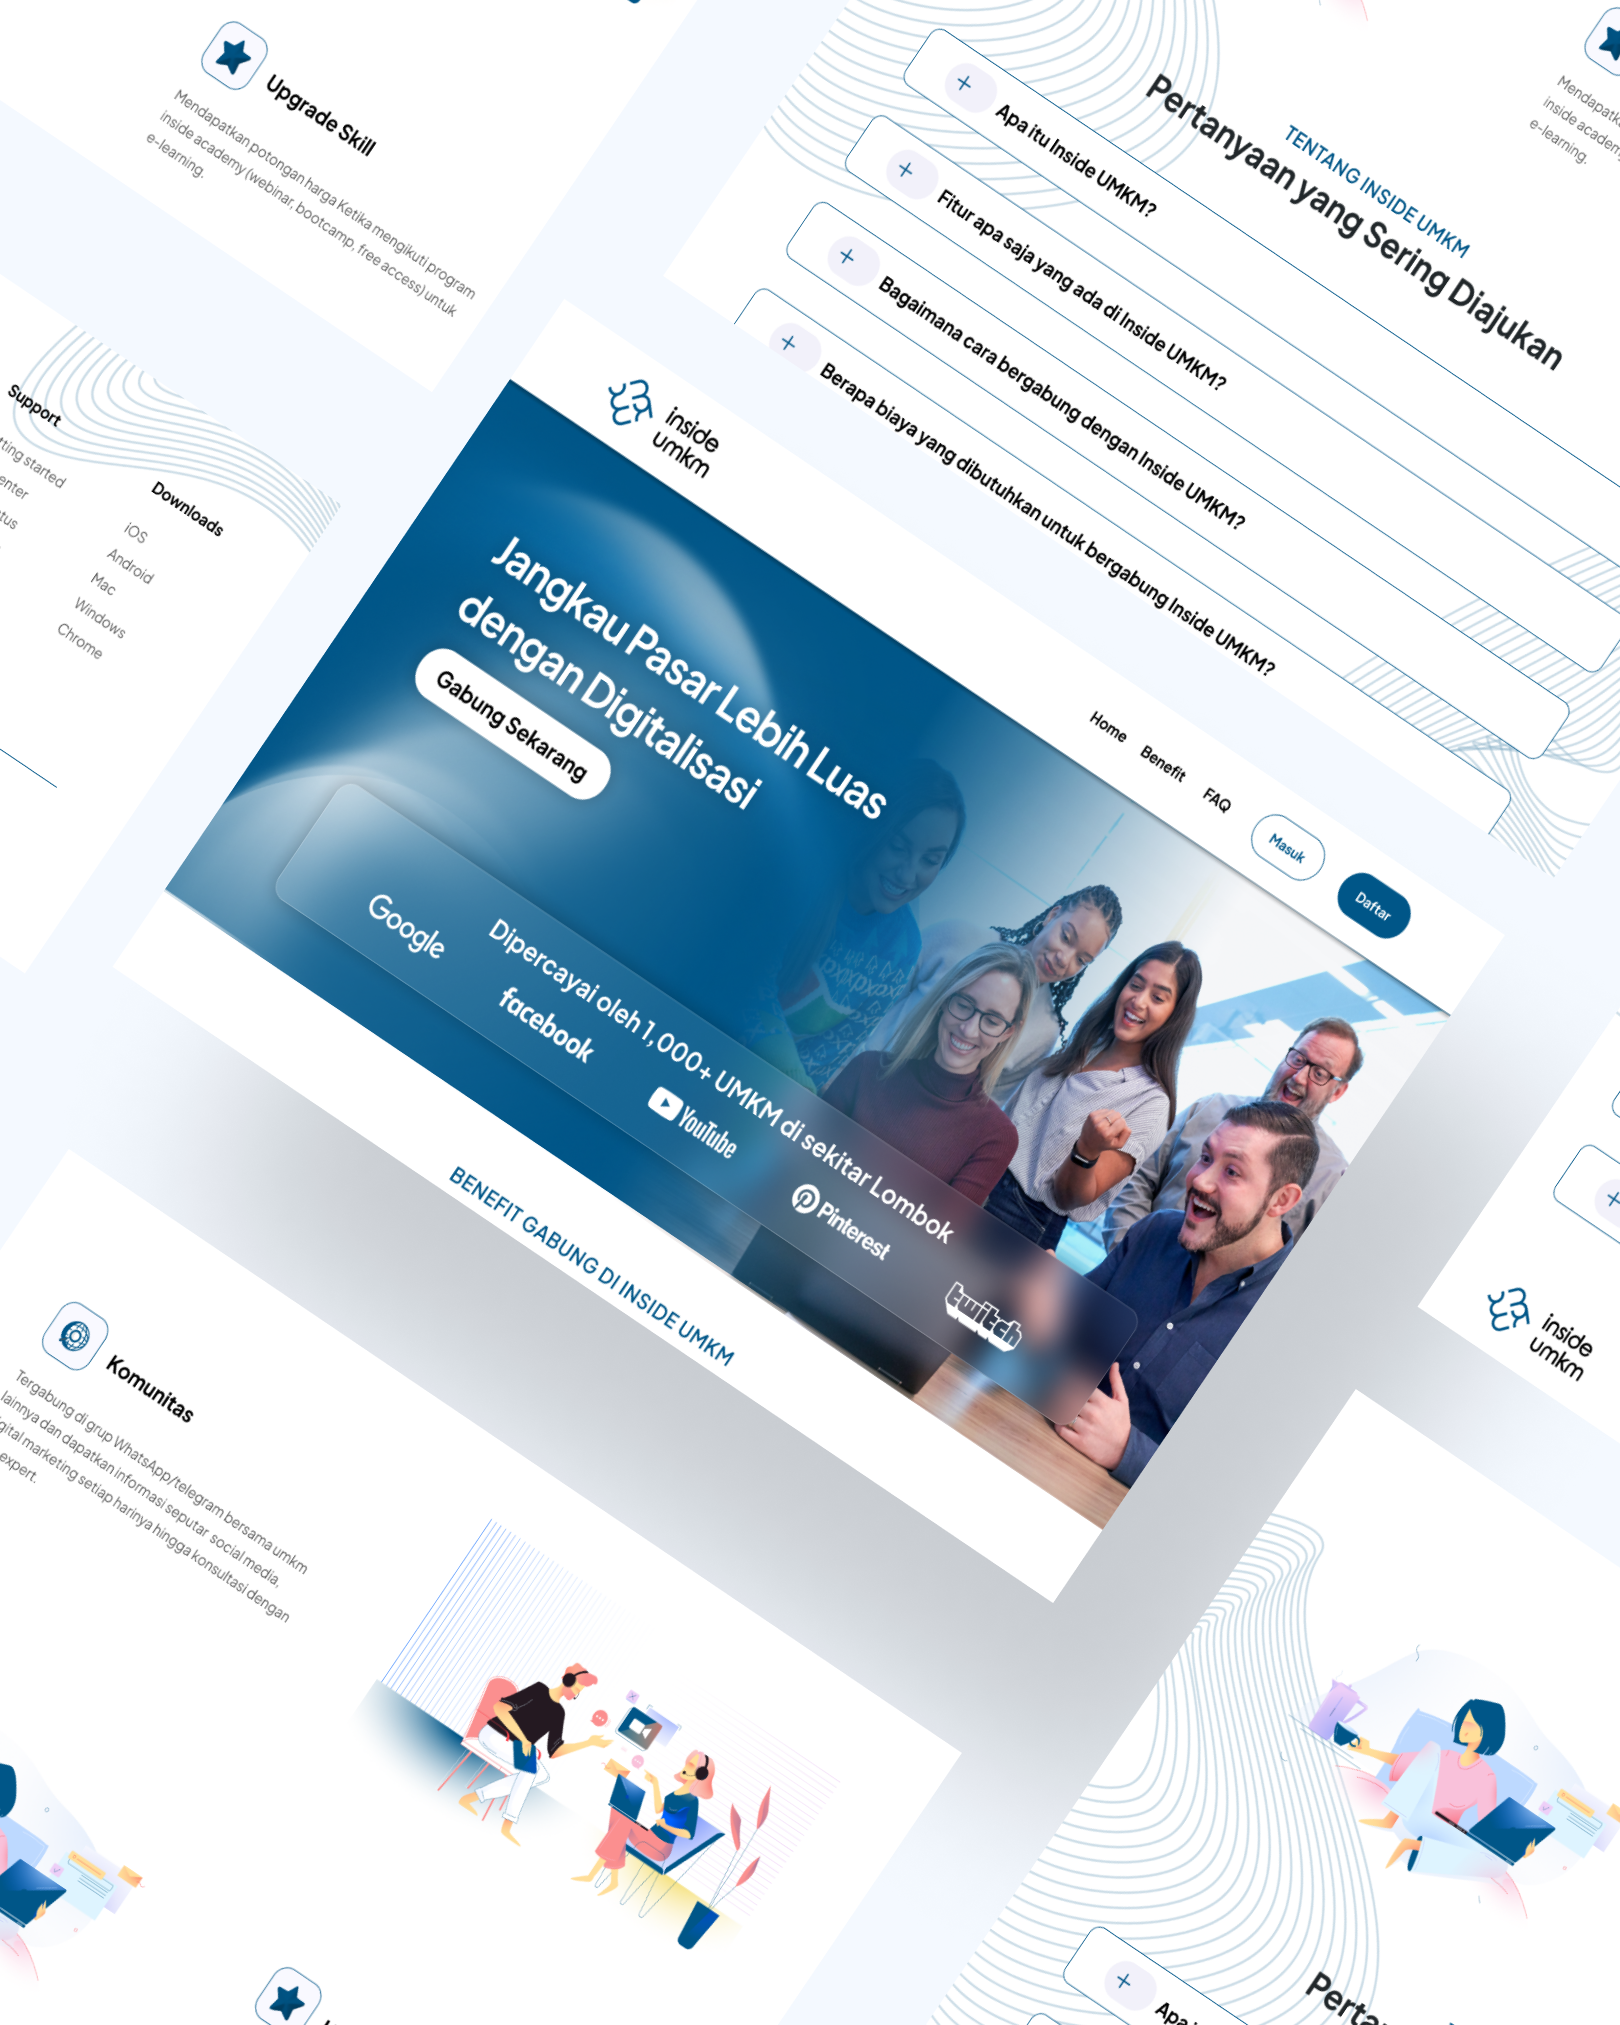 Upgrade Skill
Mendapatkan potongan harga Ketika mengikuti program
inside academy (webinar, bootcamp, free access) untuk
e-learning.
TENTANG INSIDE UMKM
Pertanyaan yang Sering Diajukan
Apa itu Inside UMKM?
Fitur apa saja yang ada di Inside UMKM?
Bagaimana cara bergabung dengan Inside UMKM?
Berapa biaya yang dibutuhkan untuk bergabung Inside UMKM?
inside academ
e-learning.
Support
started
Downloads
iOS
Android
Mac
Windows
Chrome
inside
umkm
Home
Benefit
FAQ
Masuk
Daftar
Jangkau Pasar Lebih Luas
dengan Digitalisasi
Gabung Sekarang
Dipercayai oleh 1,000+ UMKM di sekitar Lombok
Google
facebook
YouTube
Pinterest
twitch
BENEFIT GABUNG DI INSIDE UMKM
Komunitas
Tergabung di grup WhatsApp/telegram bersama umkm
lainnya dan dapatkan informasi seputar social media,
gital marketing setiap harinya hingga konsultasi dengan
expert.
inside
umkm
Perta
Apa i